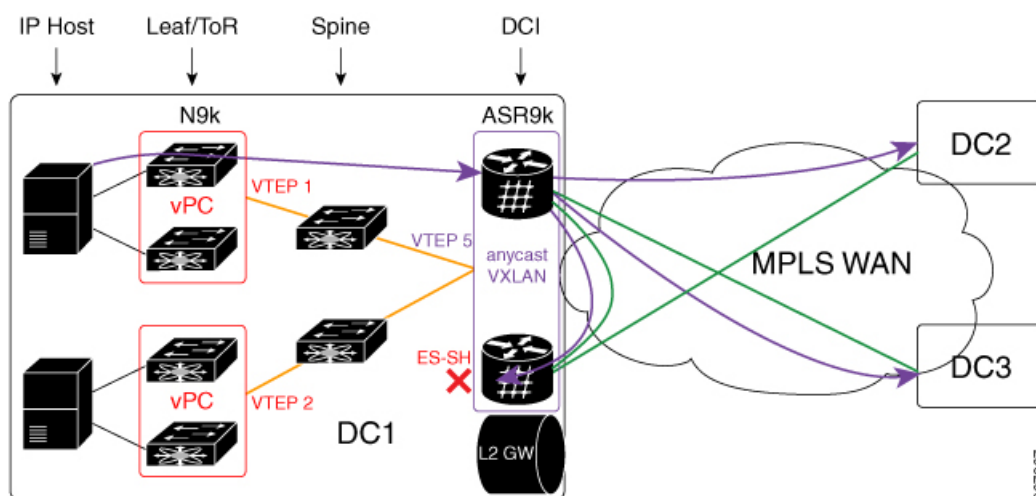 IP Host
Leaf/ToR
Spine
DCI
N9k
ASR9k
VTEP 1
vPC
VTEP 5
anycast
VXLAN
DC2
MPLS WAN
ES-SH
vPC
VTEP 2
DC1
L2 GW
DC3